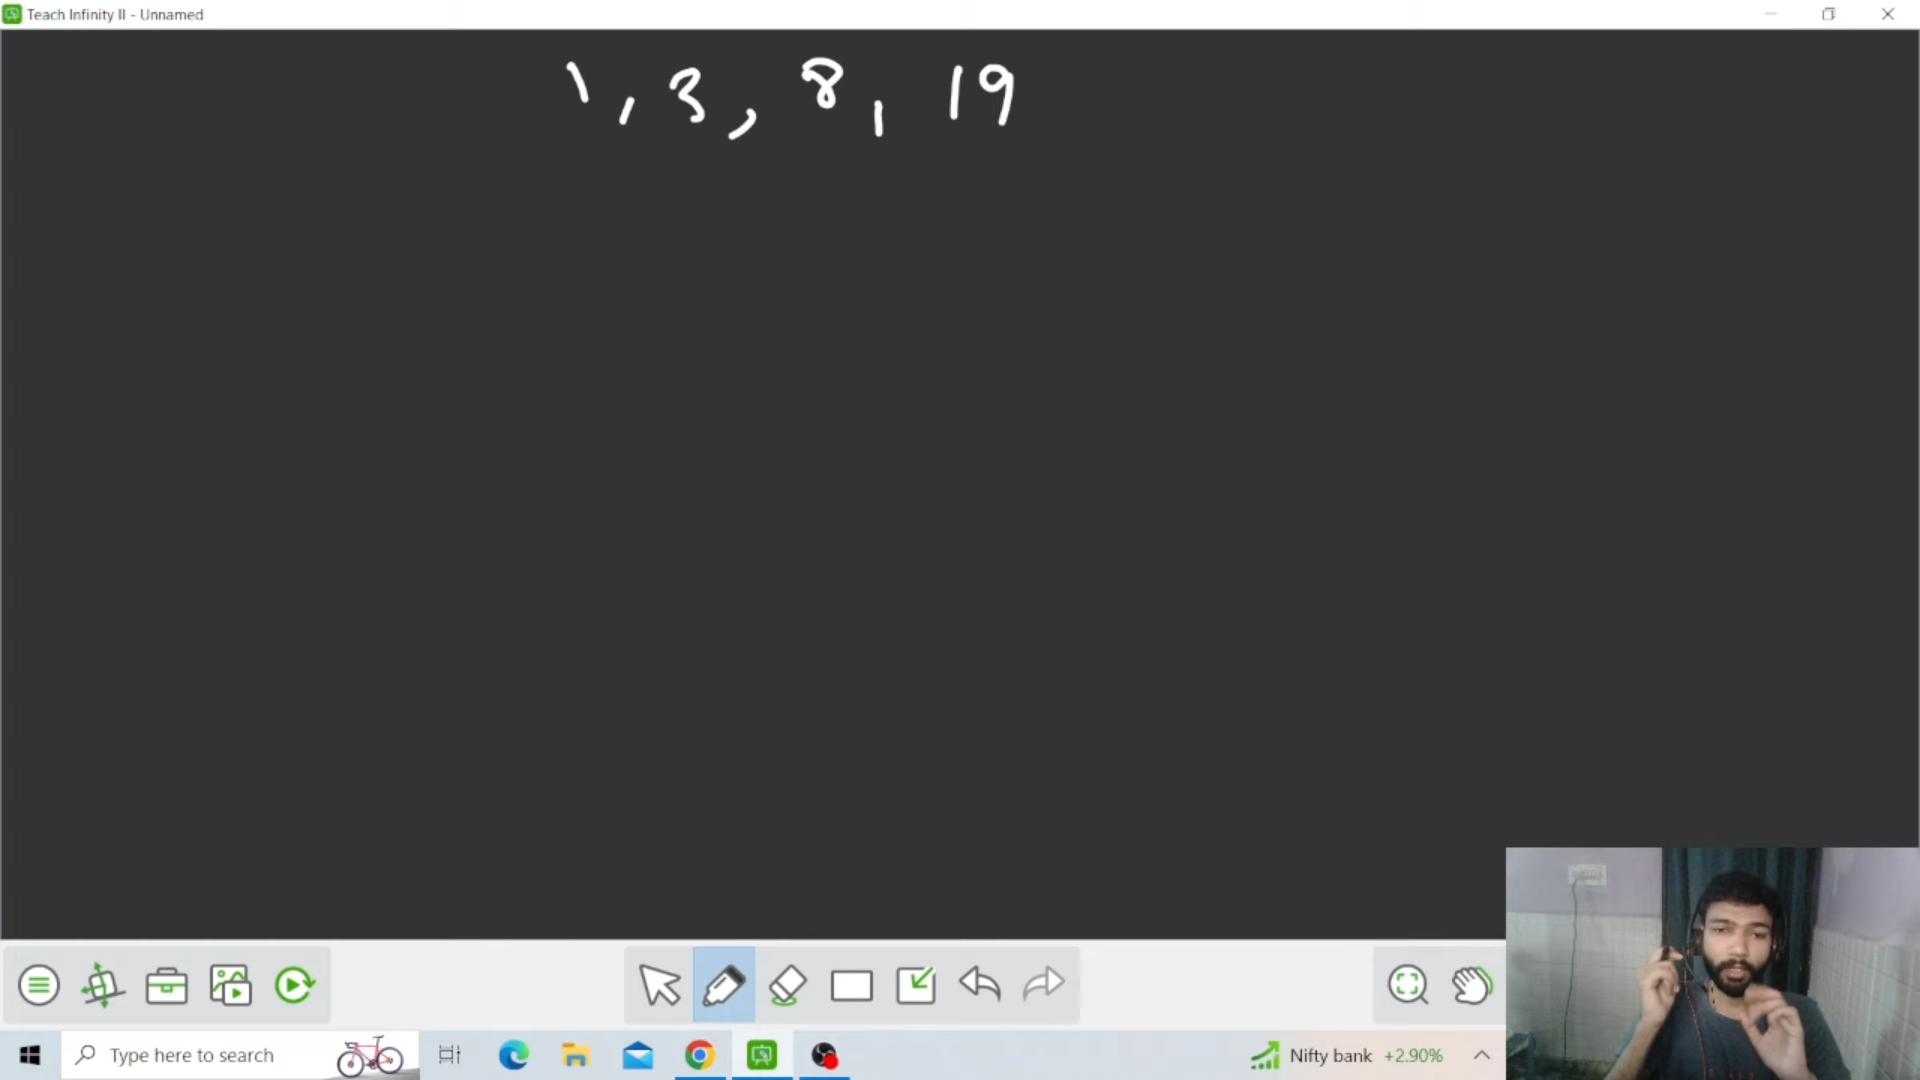 Teach Infinity II - Unnamed
1, 3, 8, 19
Type here to search
Nifty bank +2.90%